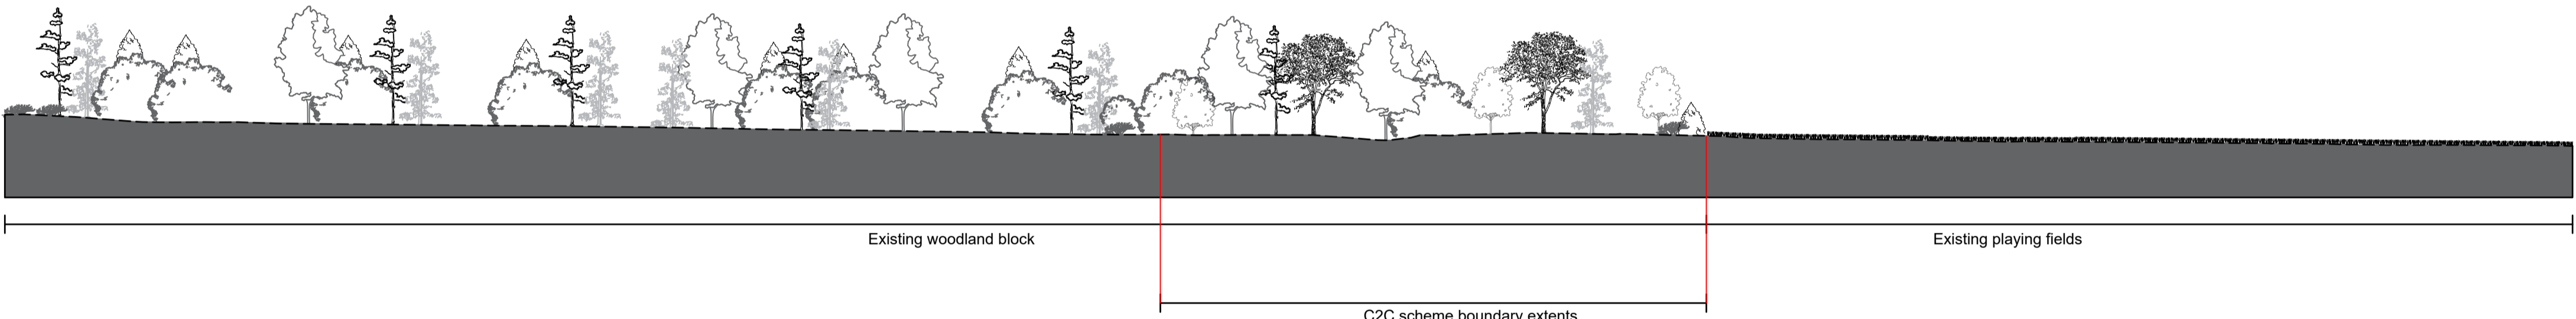 Existing woodland block
Existing playing fields
C2C scheme boundary extents